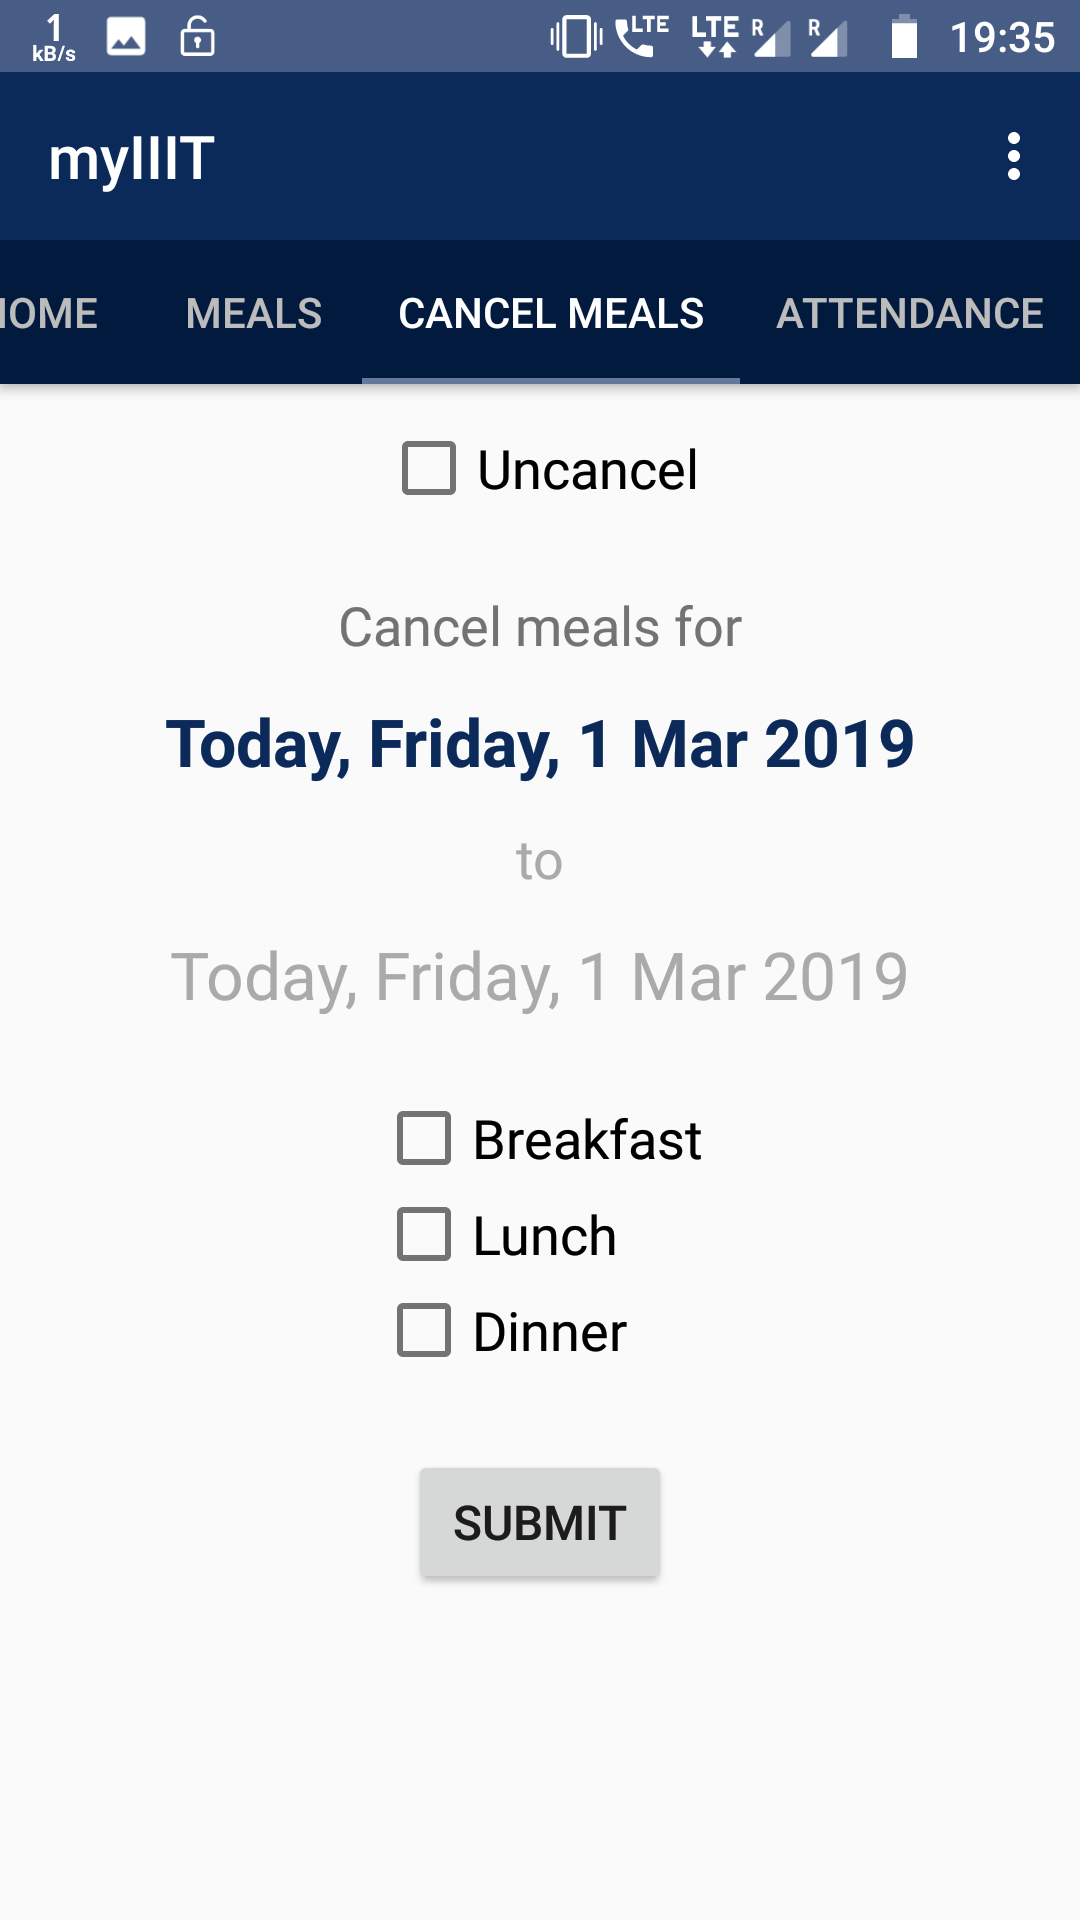 1
kB/s
LTE
LTE
R
R
19:35
myIIIT
HOME
MEALS
CANCEL MEALS
ATTENDANCE
Uncancel
Cancel meals for
Today, Friday, 1 Mar 2019
to
Today, Friday, 1 Mar 2019
Breakfast
Lunch
Dinner
SUBMIT